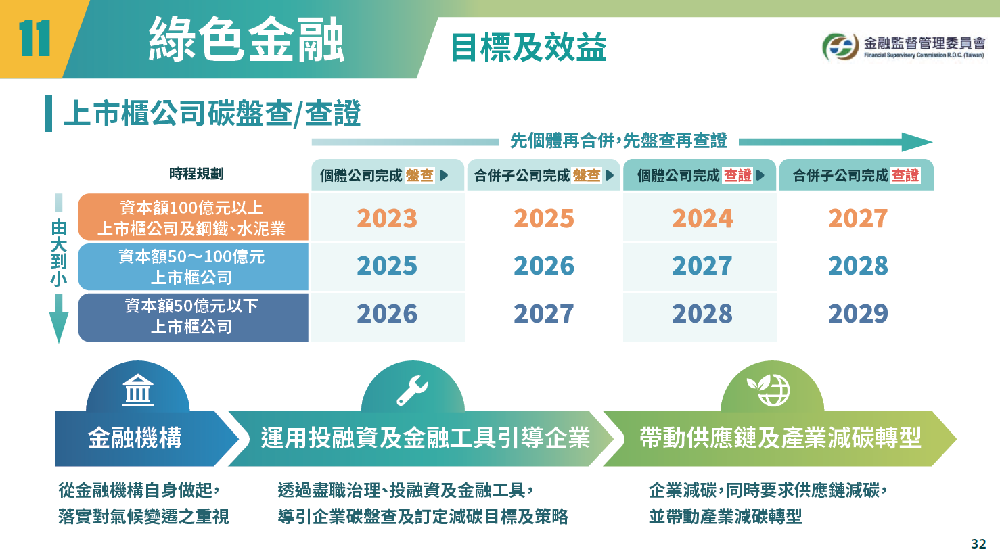 11
綠色金融
目標及效益
金融監督管理委員會
Financial Supervisory Commission R.O.C. (Taiwan)
上市櫃公司碳盤查/查證
先個體再合併，先盤查再查證
時程規劃
個體公司完成 盤查
合併子公司完成 盤查
個體公司完成 查證
合併子公司完成 查證
由大到小
資本額100億元以上
上市櫃公司及鋼鐵、水泥業
2023
2025
2024
2027
資本額50～100億元
上市櫃公司
2025
2026
2027
2028
資本額50億元以下
上市櫃公司
2026
2027
2028
2029
金融機構
運用投融資及金融工具引導企業
帶動供應鏈及產業減碳轉型
從金融機構自身做起，
落實對氣候變遷之重視
透過盡職治理、投融資及金融工具，
導引企業碳盤查及訂定減碳目標及策略
企業減碳，同時要求供應鏈減碳，
並帶動產業減碳轉型
32